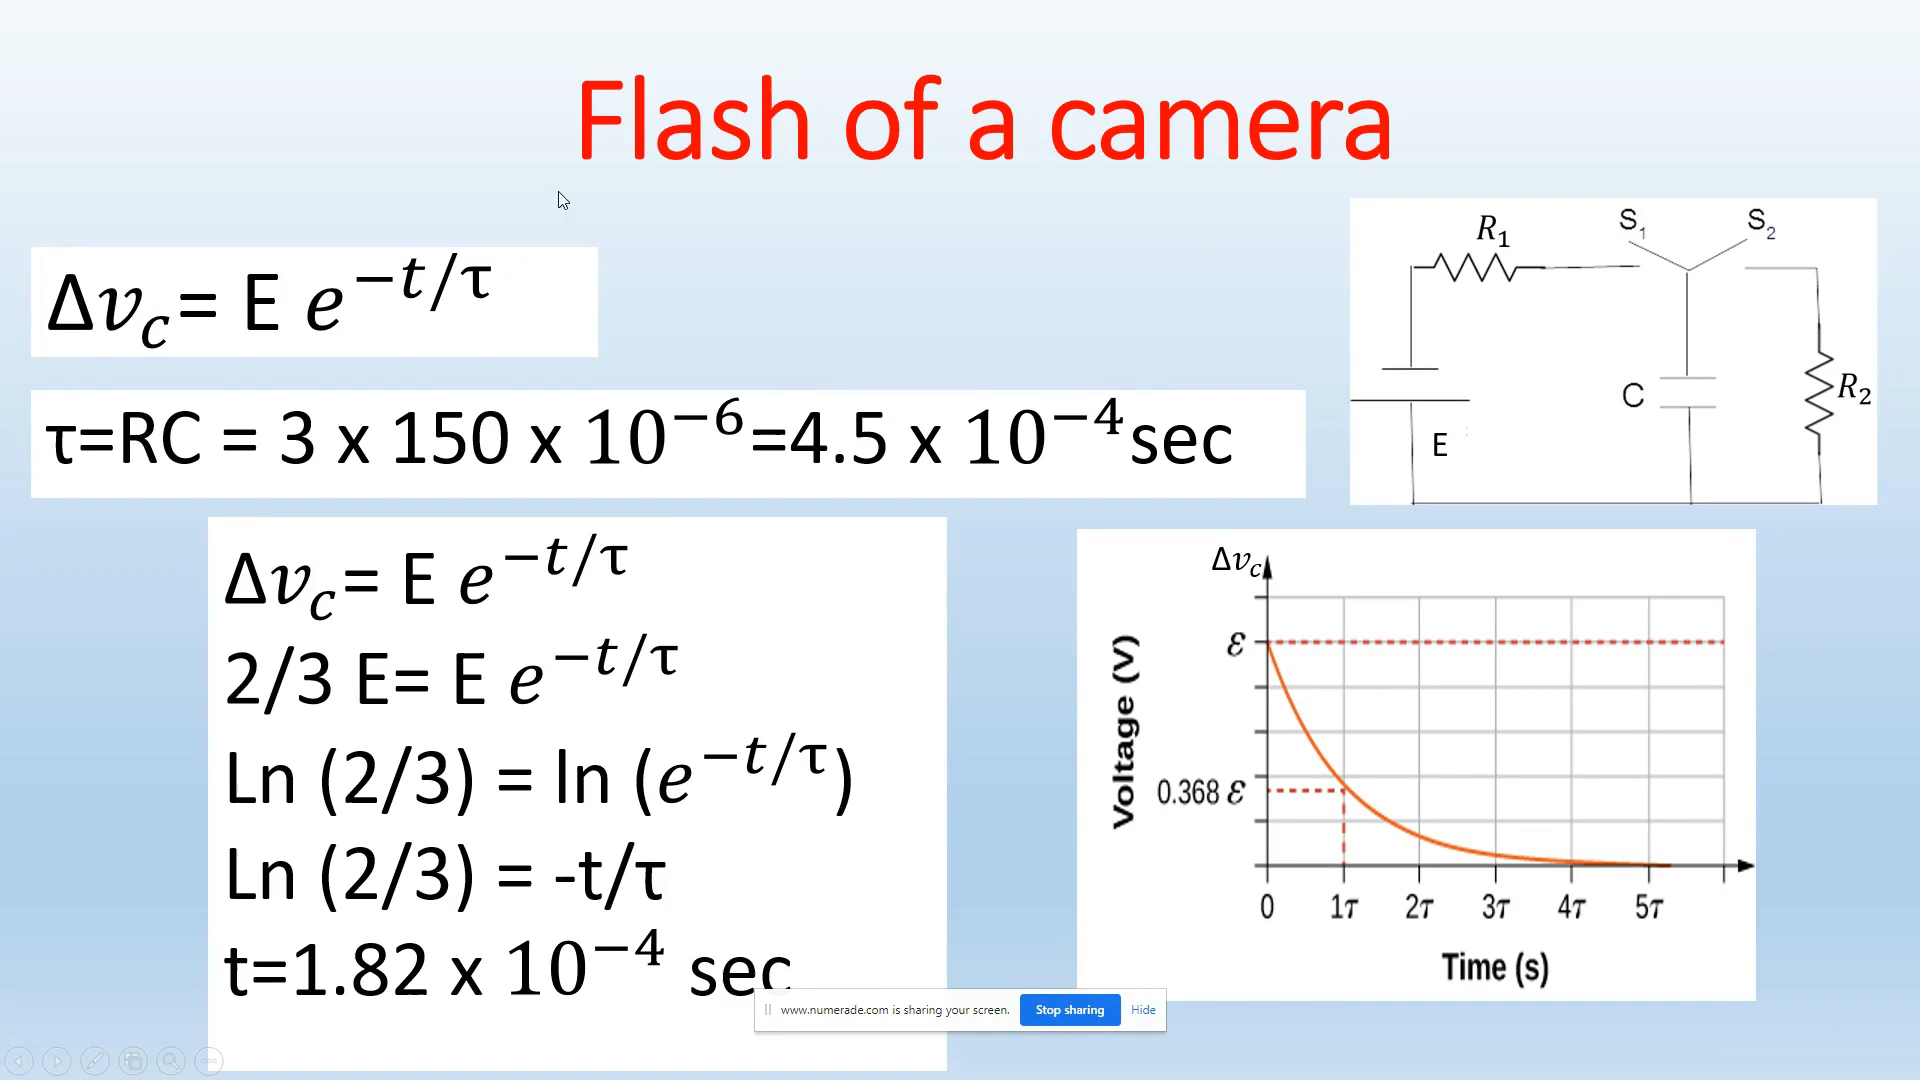 Flash of a camera
Δv_c= E e^{−t/τ}
τ=RC = 3 x 150 x 10^{−6}=4.5 x 10^{−4}sec
Δv_c= E e^{−t/τ}
2/3 E= E e^{−t/τ}
Ln (2/3) = ln (e^{−t/τ})
Ln (2/3) = -t/τ
t=1.82 x 10^{−4} sec
R_1
S_1
S_2
C
R_2
E
Δv_c
Voltage (V)
ℰ
0.368 ℰ
0 1τ 2τ 3τ 4τ 5τ
Time (s)
www.numerade.com is sharing your screen. Stop sharing Hide